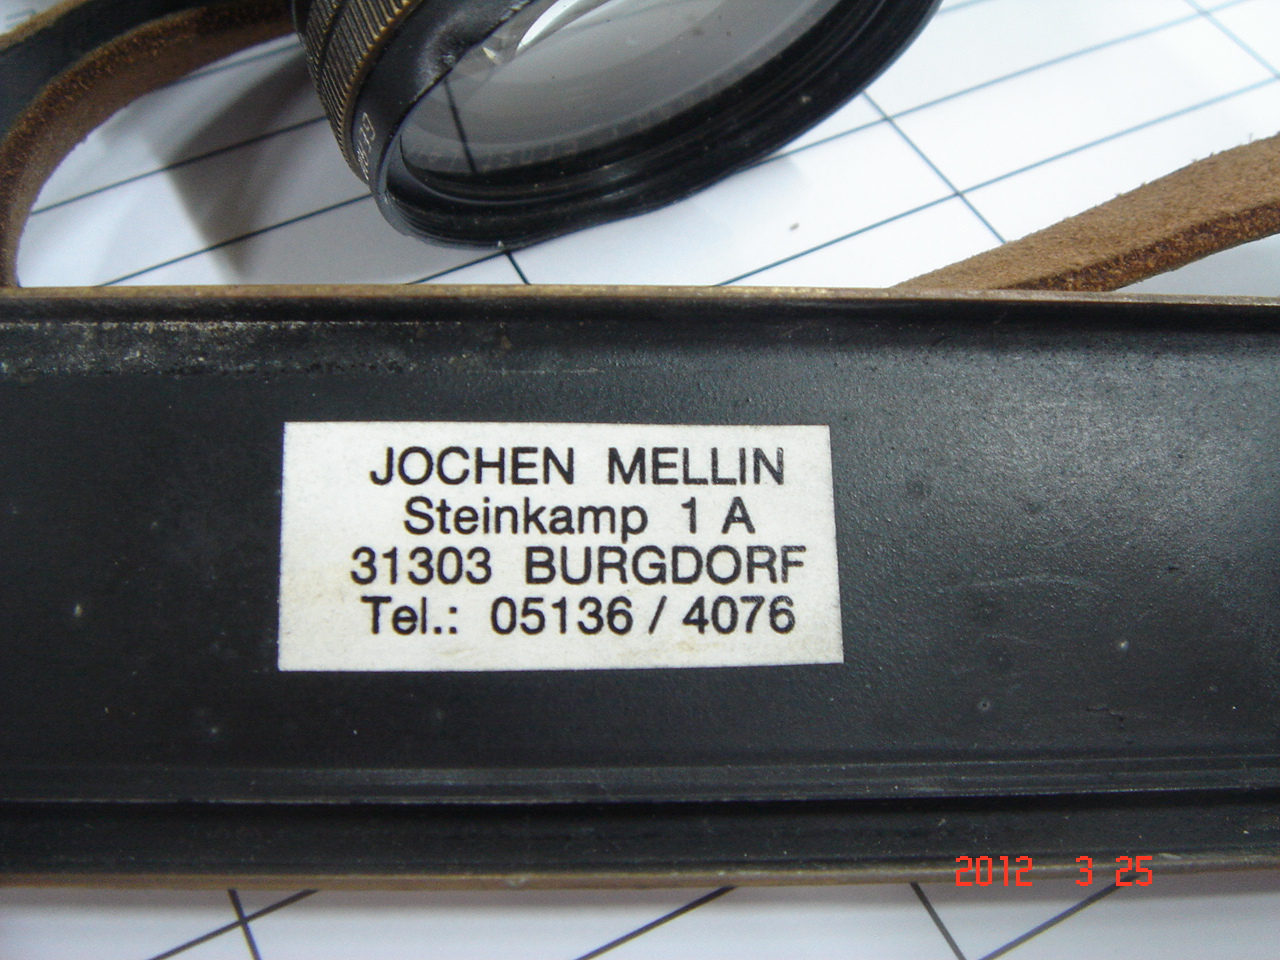 JOCHEN MELLIN
Steinkamp 1 A
31303 BURGDORF
Tel.: 05136 / 4076
2012 3 25